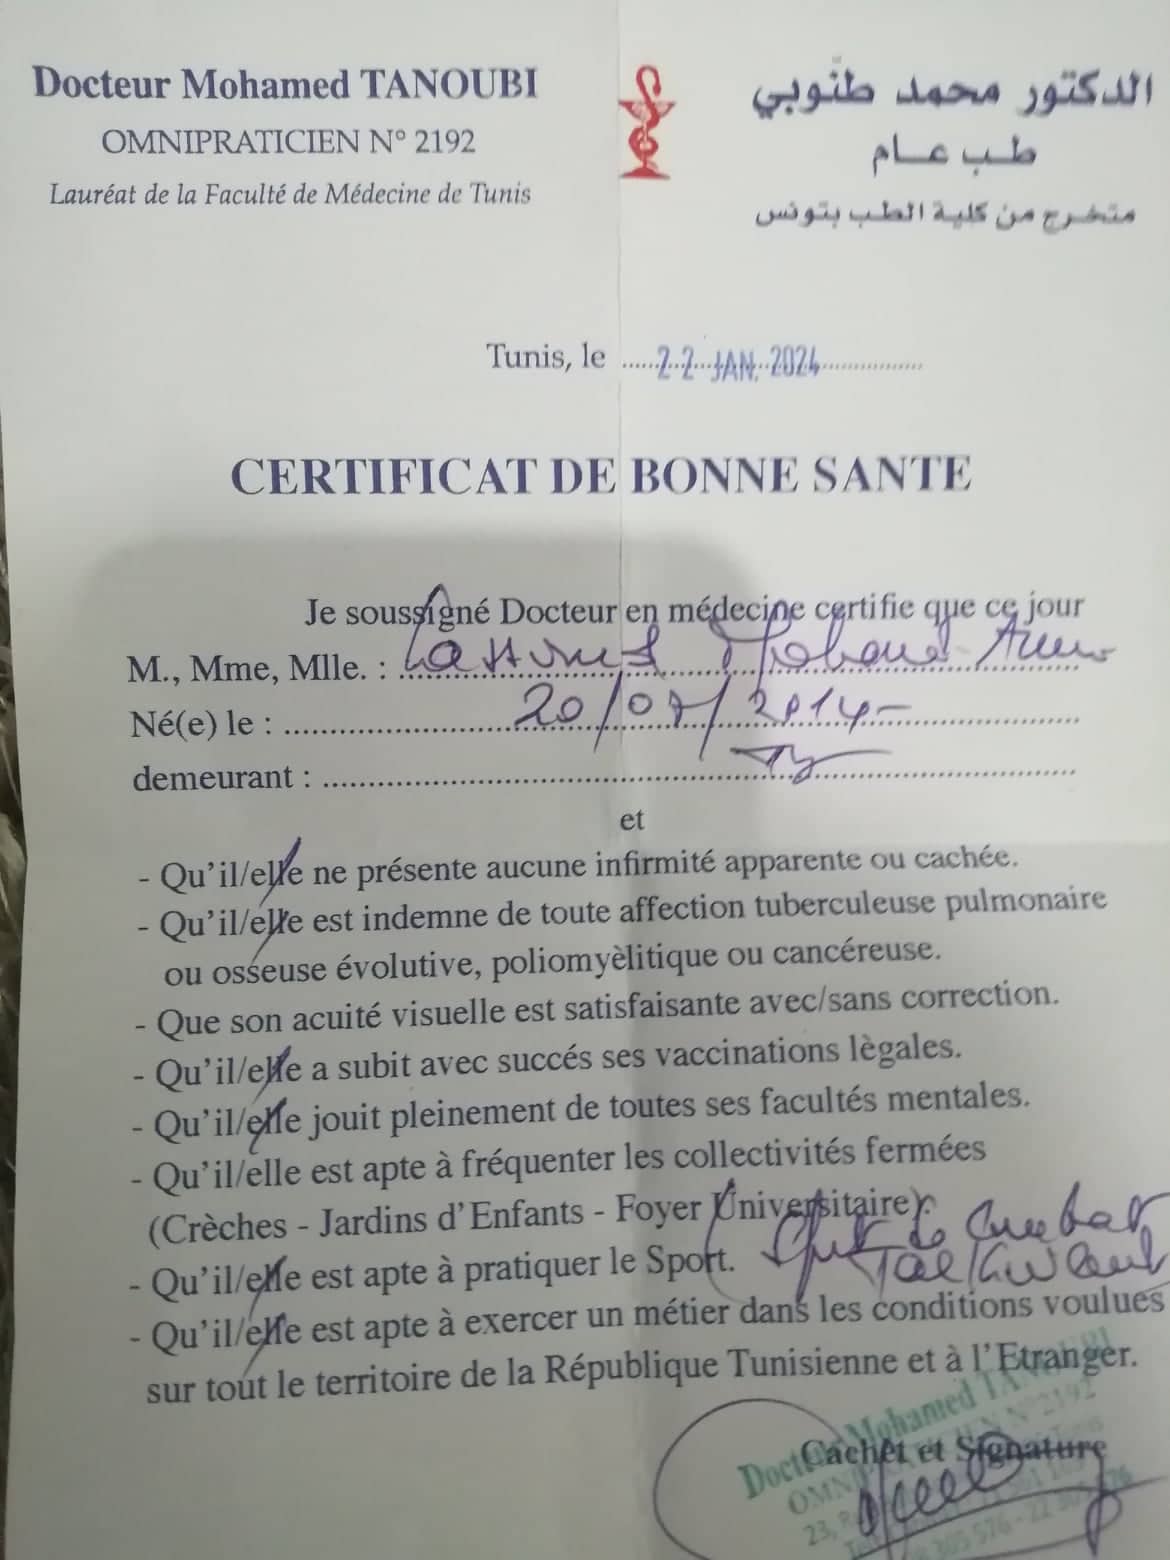 Docteur Mohamed TANOUBI
OMNIPRATICIEN N° 2192
Lauréat de la Faculté de Médecine de Tunis
الدكتور محمد طنّوبي
طب عام
متخرج من كلية الطب بتونس
Tunis, le 22 JAN. 2024
CERTIFICAT DE BONNE SANTE
Je soussigné Docteur en médecine certifie que ce jour
M., Mme, Mlle. :
Né(e) le : 20/07/2014
demeurant :
et
- Qu'il/elle ne présente aucune infirmité apparente ou cachée.
- Qu'il/elle est indemne de toute affection tuberculeuse pulmonaire
ou osseuse évolutive, poliomyèlitique ou cancéreuse.
- Que son acuité visuelle est satisfaisante avec/sans correction.
- Qu'il/elle a subit avec succés ses vaccinations lègales.
- Qu'il/elle jouit pleinement de toutes ses facultés mentales.
- Qu'il/elle est apte à fréquenter les collectivités fermées
(Crèches - Jardins d'Enfants - Foyer Universitaire).
- Qu'il/elle est apte à pratiquer le Sport.
- Qu'il/elle est apte à exercer un métier dans les conditions voulues
sur tout le territoire de la République Tunisienne et à l'Etranger.
Cachet et Signature
Docteur Mohamed TANOUBI
OMNIPRATICIEN N° 2192